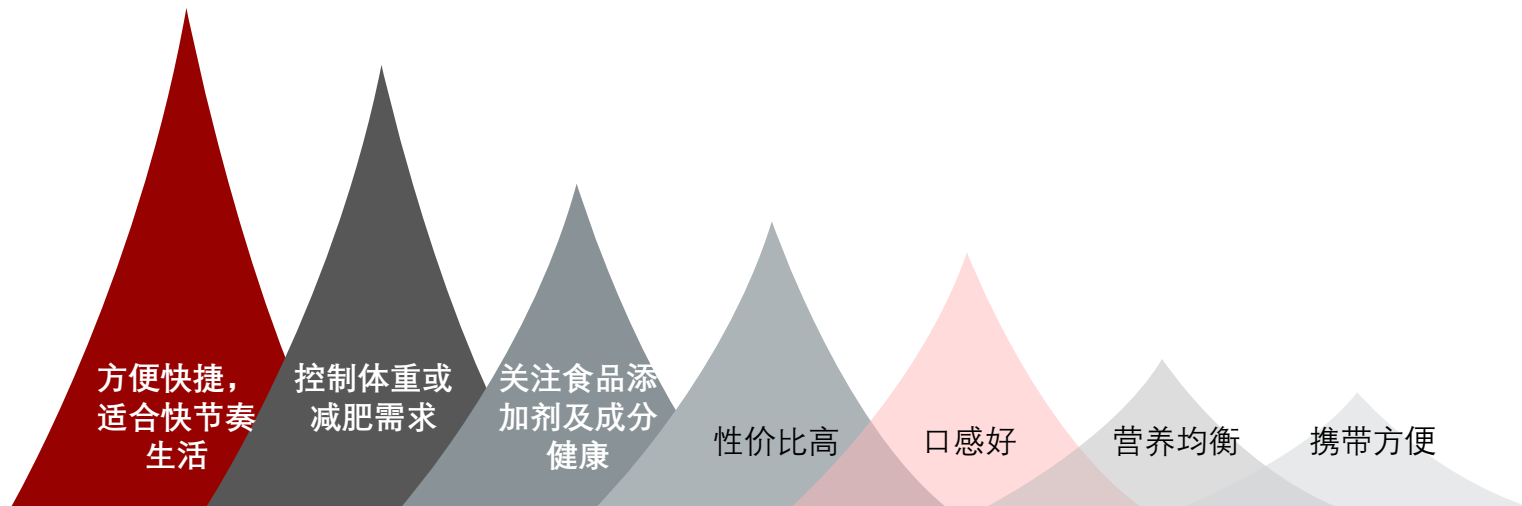 方便快捷，
适合快节奏
生活
控制体重或
减肥需求
关注食品添
加剂及成分
健康
性价比高
口感好
营养均衡
携带方便